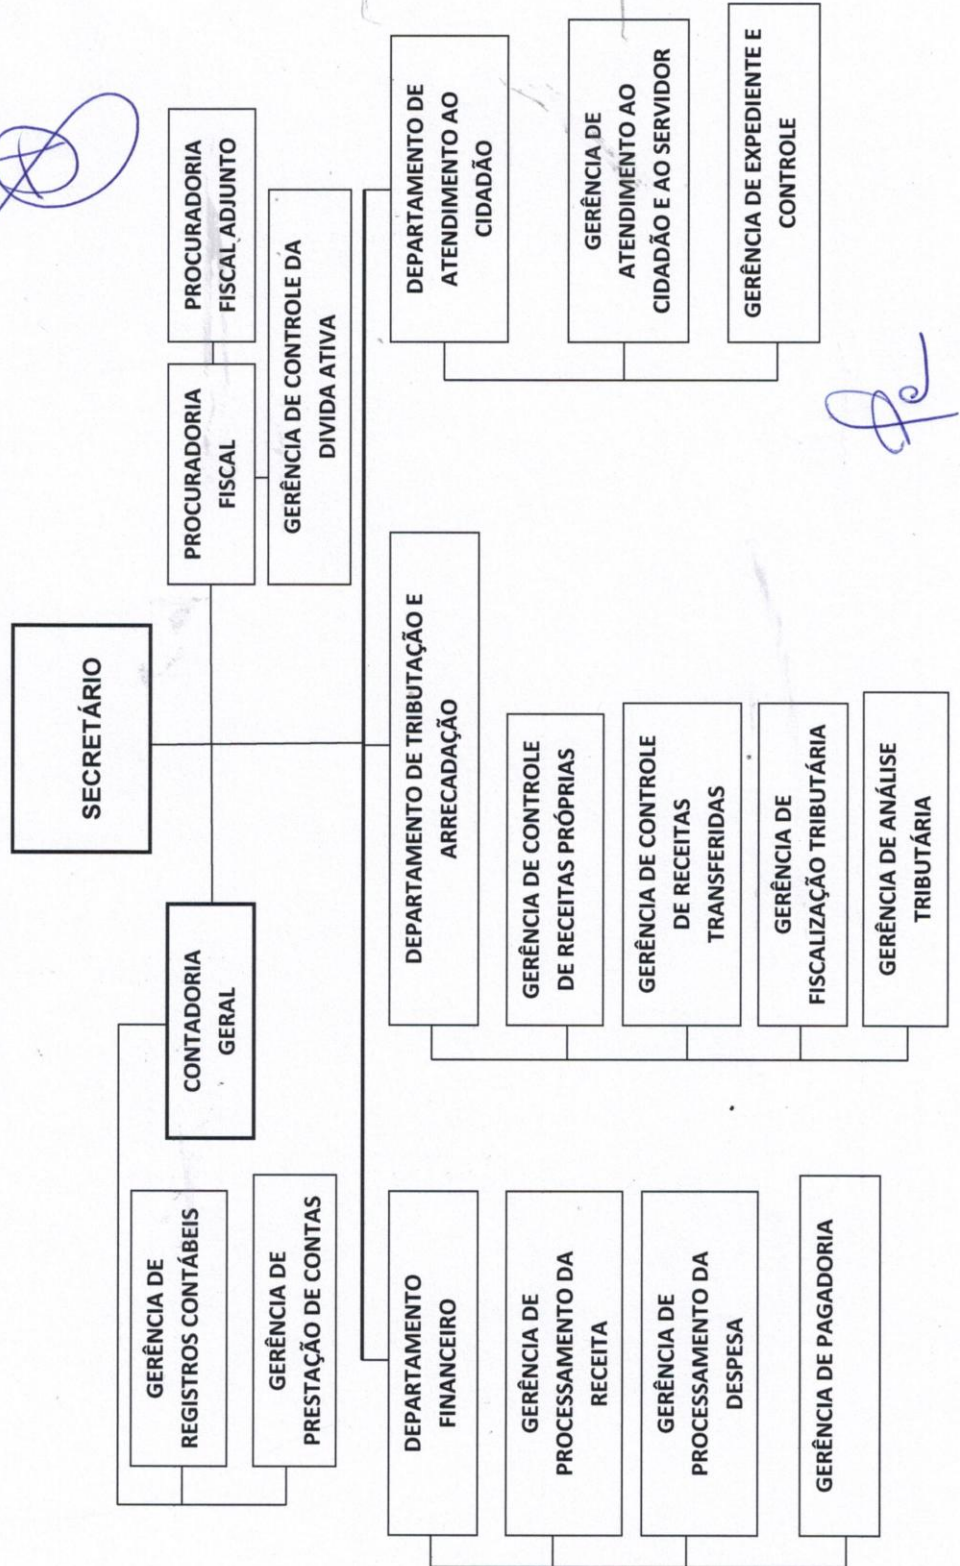 SECRETÁRIO
CONTADORIA
GERAL
GERÊNCIA DE
REGISTROS CONTÁBEIS
GERÊNCIA DE
PRESTAÇÃO DE CONTAS
PROCURADORIA
FISCAL
PROCURADORIA
FISCAL ADJUNTO
GERÊNCIA DE CONTROLE DA
DIVIDA ATIVA
DEPARTAMENTO
FINANCEIRO
GERÊNCIA DE
PROCESSAMENTO DA
RECEITA
GERÊNCIA DE
PROCESSAMENTO DA
DESPESA
GERÊNCIA DE PAGADORIA
DEPARTAMENTO DE TRIBUTAÇÃO E
ARRECADAÇÃO
GERÊNCIA DE CONTROLE
DE RECEITAS PRÓPRIAS
GERÊNCIA DE CONTROLE
DE RECEITAS
TRANSFERIDAS
GERÊNCIA DE
FISCALIZAÇÃO TRIBUTÁRIA
GERÊNCIA DE ANÁLISE
TRIBUTÁRIA
DEPARTAMENTO DE
ATENDIMENTO AO
CIDADÃO
GERÊNCIA DE
ATENDIMENTO AO
CIDADÃO E AO SERVIDOR
GERÊNCIA DE EXPEDIENTE E
CONTROLE